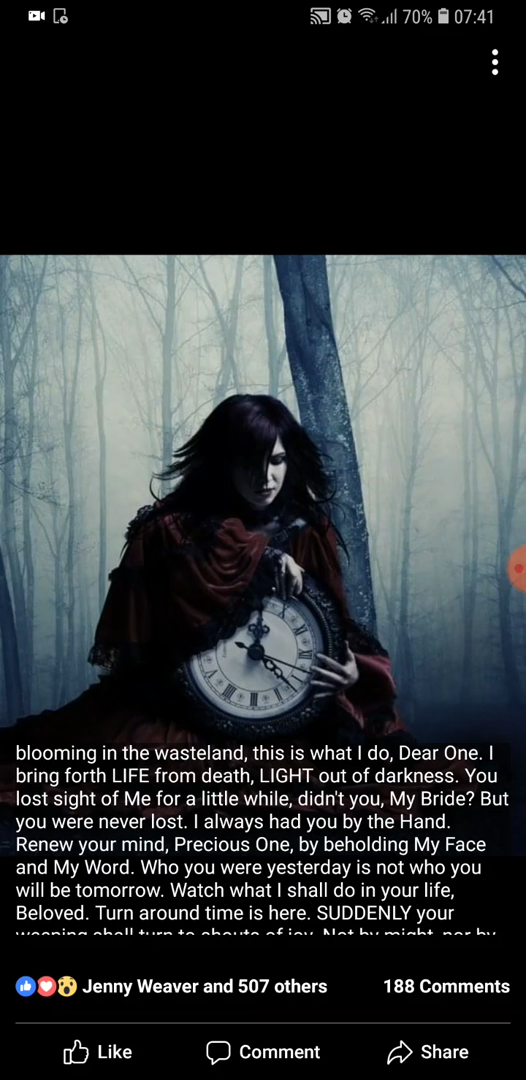 70% 07:41
blooming in the wasteland, this is what I do, Dear One. I
bring forth LIFE from death, LIGHT out of darkness. You
lost sight of Me for a little while, didn't you, My Bride? But
you were never lost. I always had you by the Hand.
Renew your mind, Precious One, by beholding My Face
and My Word. Who you were yesterday is not who you
will be tomorrow. Watch what I shall do in your life,
Beloved. Turn around time is here. SUDDENLY your
weeping shall turn to shouts of joy. Not by might, nor by
Jenny Weaver and 507 others 188 Comments
Like Comment Share